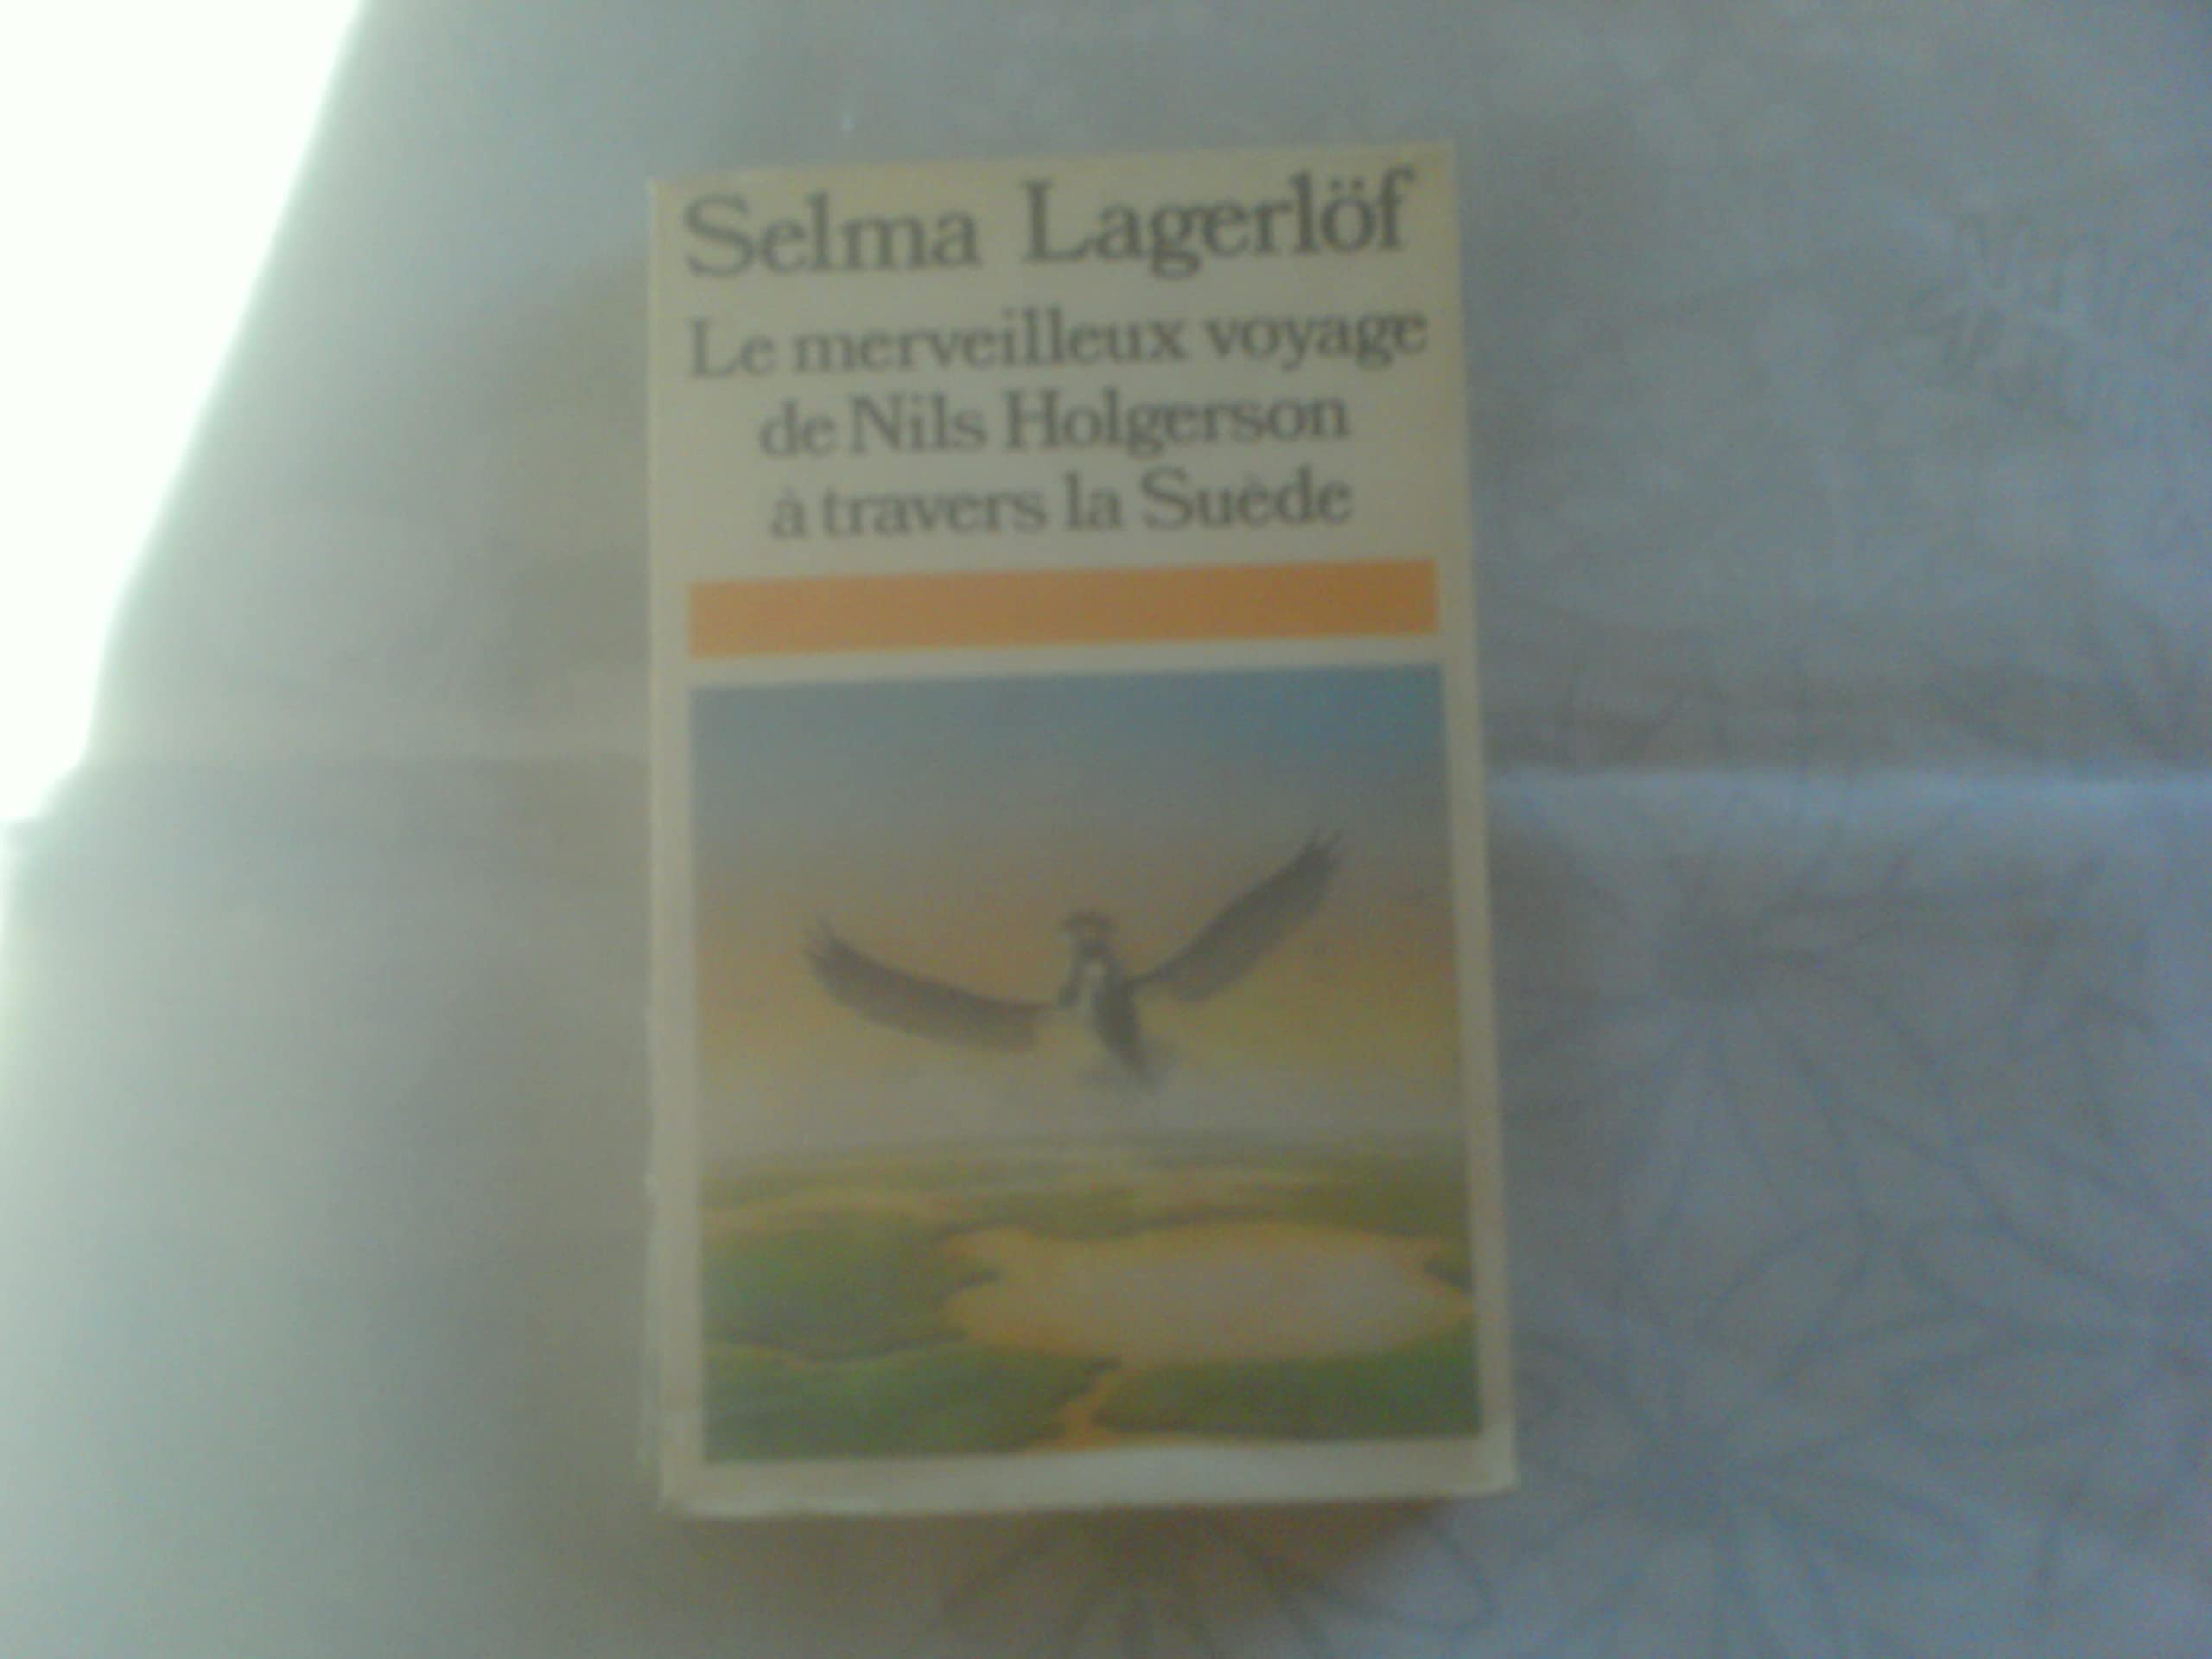 Selma Lagerlöf
Le merveilleux voyage
de Nils Holgerson
à travers la Suède